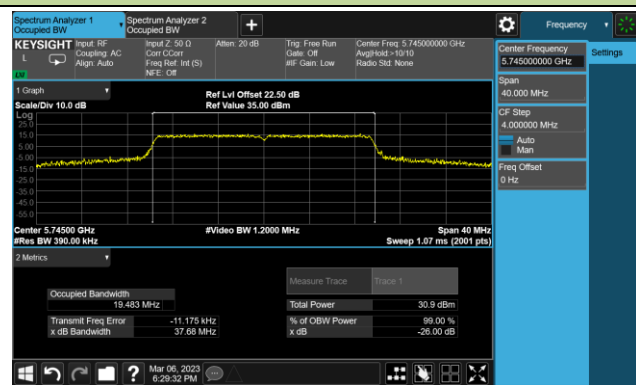 Spectrum Analyzer 1
Occupied BW
Spectrum Analyzer 2
Occupied BW
Frequency
KEYSIGHT
L
LV
Input: RF
Coupling: AC
Align: Auto
Input Z: 50 Ω
Corr CCorr
Freq Ref: Int (S)
NFE: Off
Atten: 20 dB
Trig: Free Run
Gate: Off
#IF Gain: Low
Center Freq: 5.745000000 GHz
Avg|Hold:>10/10
Radio Std: None
Center Frequency
5.745000000 GHz
Settings
Span
40.000 MHz
CF Step
4.000000 MHz
Auto
Man
Freq Offset
0 Hz
1 Graph
Scale/Div 10.0 dB
Ref Lvl Offset 22.50 dB
Ref Value 35.00 dBm
Log
25.0
15.0
5.00
-5.00
-15.0
-25.0
-35.0
-45.0
-55.0
Center 5.74500 GHz
#Res BW 390.00 kHz
#Video BW 1.2000 MHz
Span 40 MHz
Sweep 1.07 ms (2001 pts)
2 Metrics
Measure Trace
Trace 1
Occupied Bandwidth
19.483 MHz
Total Power
30.9 dBm
Transmit Freq Error
-11.175 kHz
% of OBW Power
99.00 %
x dB Bandwidth
37.68 MHz
x dB
-26.00 dB
Mar 06, 2023
6:29:32 PM